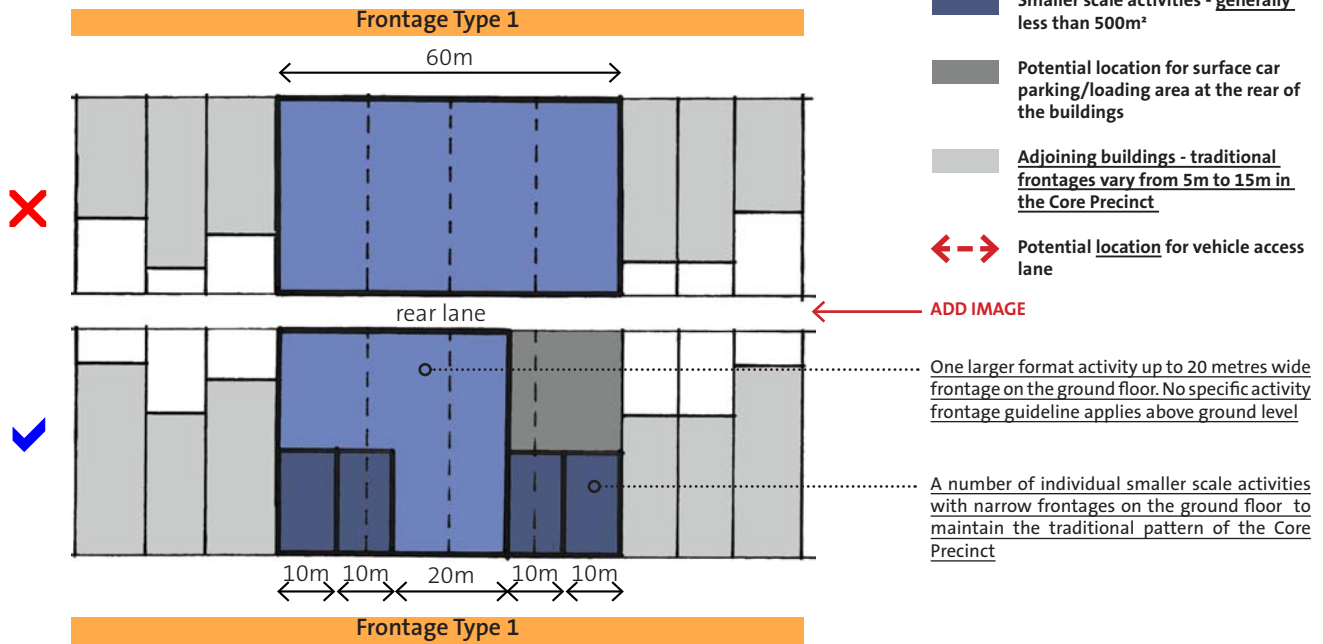 Frontage Type 1
60m
rear lane
10m 10m 20m 10m 10m
Frontage Type 1
Smaller scale activities - generally
less than 500m²
Potential location for surface car
parking/loading area at the rear of
the buildings
Adjoining buildings - traditional
frontages vary from 5m to 15m in
the Core Precinct
Potential location for vehicle access
lane
ADD IMAGE
One larger format activity up to 20 metres wide
frontage on the ground floor. No specific activity
frontage guideline applies above ground level
A number of individual smaller scale activities
with narrow frontages on the ground floor to
maintain the traditional pattern of the Core
Precinct